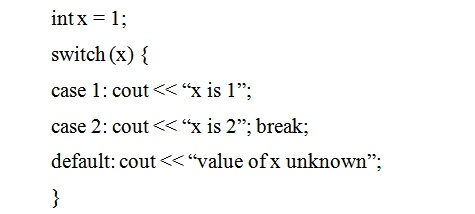 int x = 1;
switch (x) {
case 1: cout << “x is 1”;
case 2: cout << “x is 2”; break;
default: cout << “value of x unknown”;
}